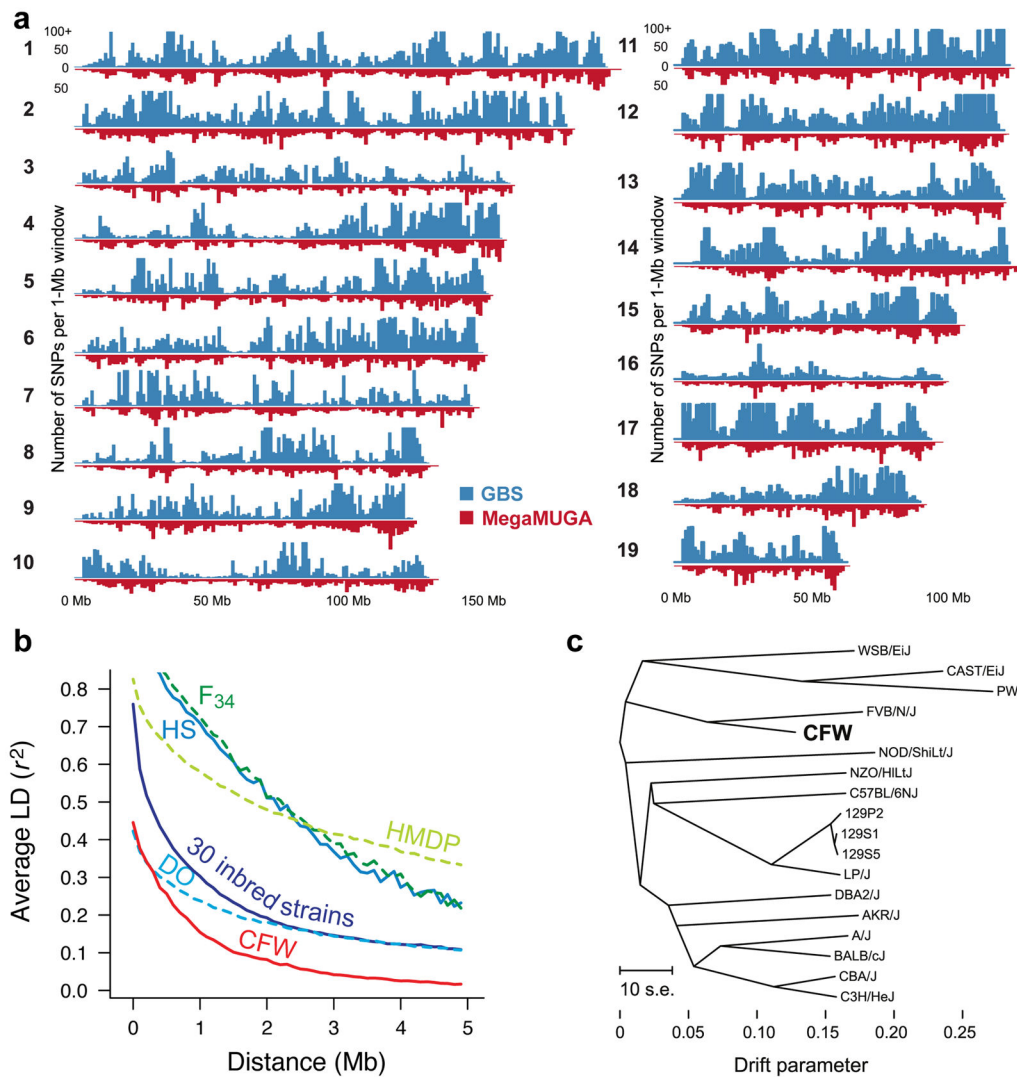 a
Number of SNPs per 1-Mb window
1
100+
50
0
50
2
3
4
5
6
7
8
9
10
0 Mb
50 Mb
100 Mb
150 Mb
GBS
MegaMUGA
Number of SNPs per 1-Mb window
11
100+
50
0
50
12
13
14
15
16
17
18
19
0 Mb
50 Mb
100 Mb
b
Average LD (r²)
0.8
0.7
0.6
0.5
0.4
0.3
0.2
0.1
0.0
F34
HS
HMDP
30 inbred strains
DO
CFW
0
1
2
3
4
5
Distance (Mb)
c
WSB/EiJ
CAST/EiJ
PW
FVB/N/J
CFW
NOD/ShiLt/J
NZO/HlLtJ
C57BL/6NJ
129P2
129S1
129S5
LP/J
DBA2/J
AKR/J
A/J
BALB/cJ
CBA/J
C3H/HeJ
10 s.e.
0
0.05
0.10
0.15
0.20
0.25
Drift parameter